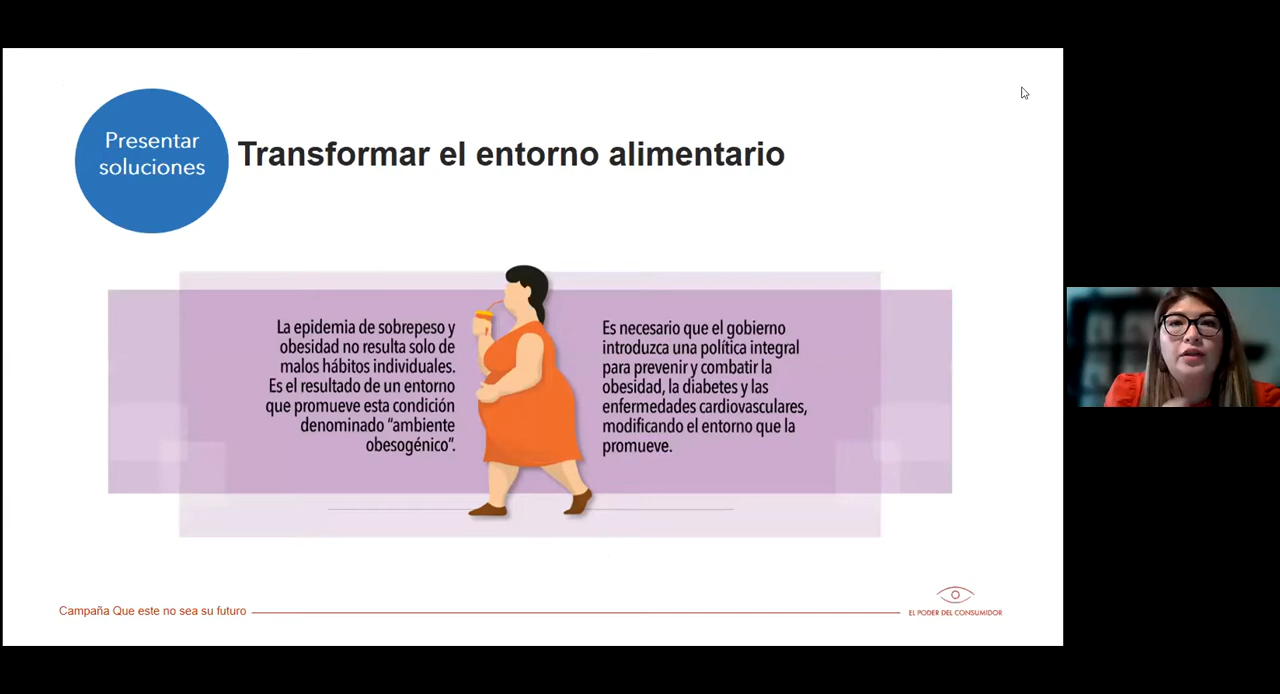 Presentar
soluciones
Transformar el entorno alimentario
La epidemia de sobrepeso y
obesidad no resulta solo de
malos hábitos individuales.
Es el resultado de un entorno
que promueve esta condición
denominado “ambiente
obesogénico”.
Es necesario que el gobierno
introduzca una política integral
para prevenir y combatir la
obesidad, la diabetes y las
enfermedades cardiovasculares,
modificando el entorno que la
promueve.
Campaña Que este no sea su futuro
EL PODER DEL CONSUMIDOR